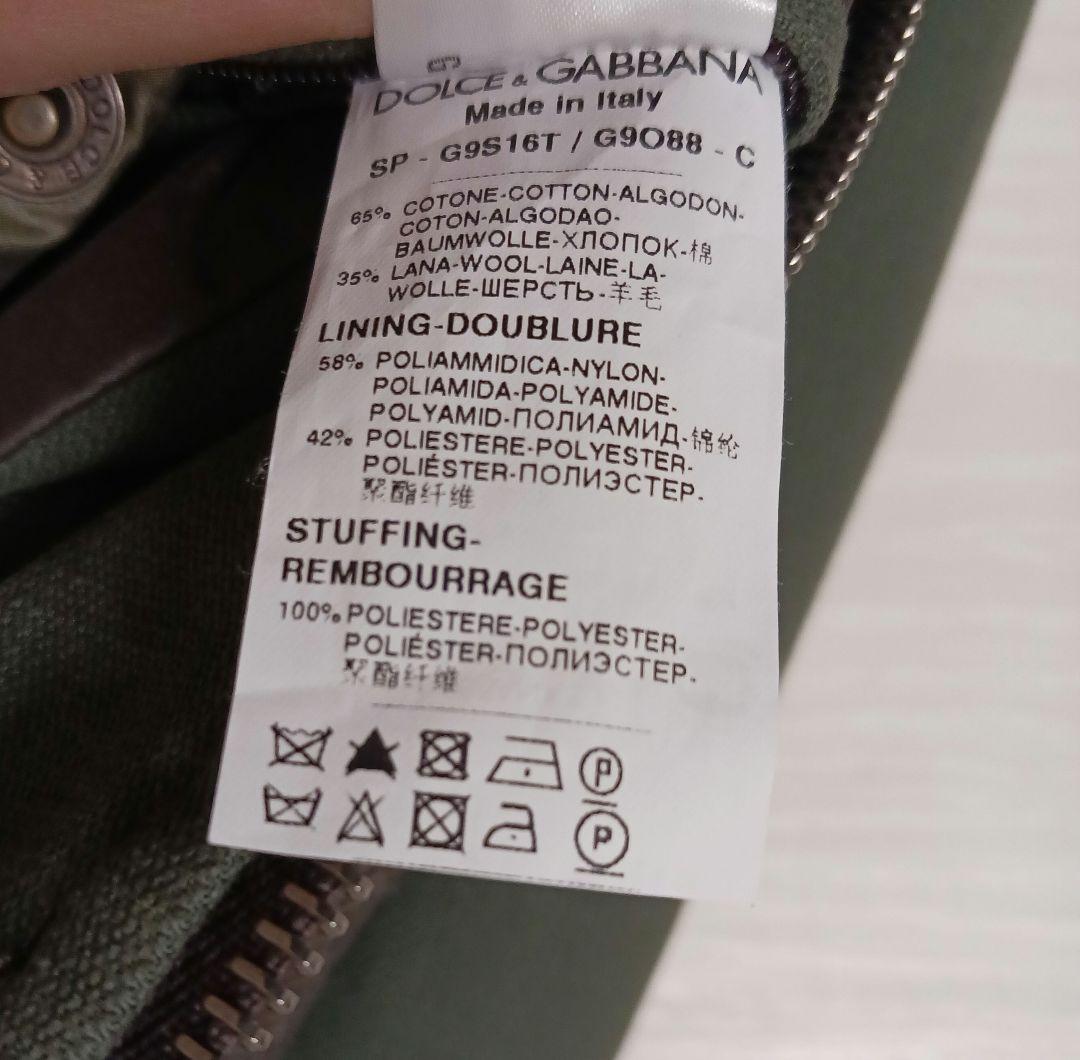 DOLCE &
DOLCE & GABBANA
Made in Italy
SP - G9S16T / G9O88 - C
65% COTONE-COTTON-ALGODON-
COTON-ALGODAO-
BAUMWOLLE-ХЛОПОК-棉
35% LANA-WOOL-LAINE-LA-
WOLLE-ШЕРСТЬ-羊毛
LINING-DOUBLURE
58% POLIAMMIDICA-NYLON-
POLIAMIDA-POLYAMIDE-
POLYAMID-ПОЛИАМИД-锦纶
42% POLIESTERE-POLYESTER-
POLIÉSTER-ПОЛИЭСТЕР-
聚酯纤维
STUFFING-
REMBOURRAGE
100% POLIESTERE-POLYESTER-
POLIÉSTER-ПОЛИЭСТЕР-
聚酯纤维
P
P